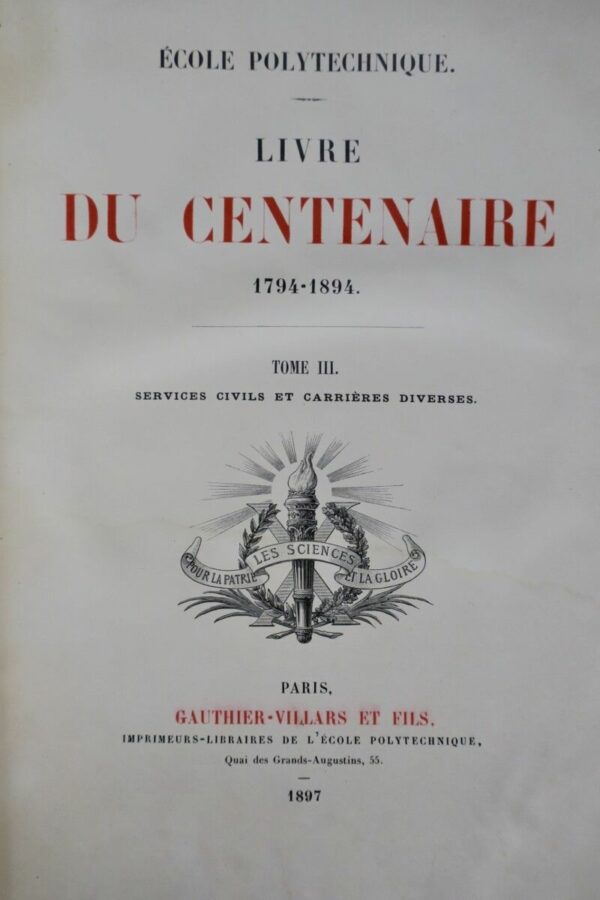 ÉCOLE POLYTECHNIQUE.
LIVRE
DU CENTENAIRE
1794-1894.
TOME III.
SERVICES CIVILS ET CARRIÈRES DIVERSES.
POUR LA PATRIE LES SCIENCES ET LA GLOIRE
PARIS,
GAUTHIER-VILLARS ET FILS,
IMPRIMEURS-LIBRAIRES DE L'ÉCOLE POLYTECHNIQUE,
Quai des Grands-Augustins, 55.
1897